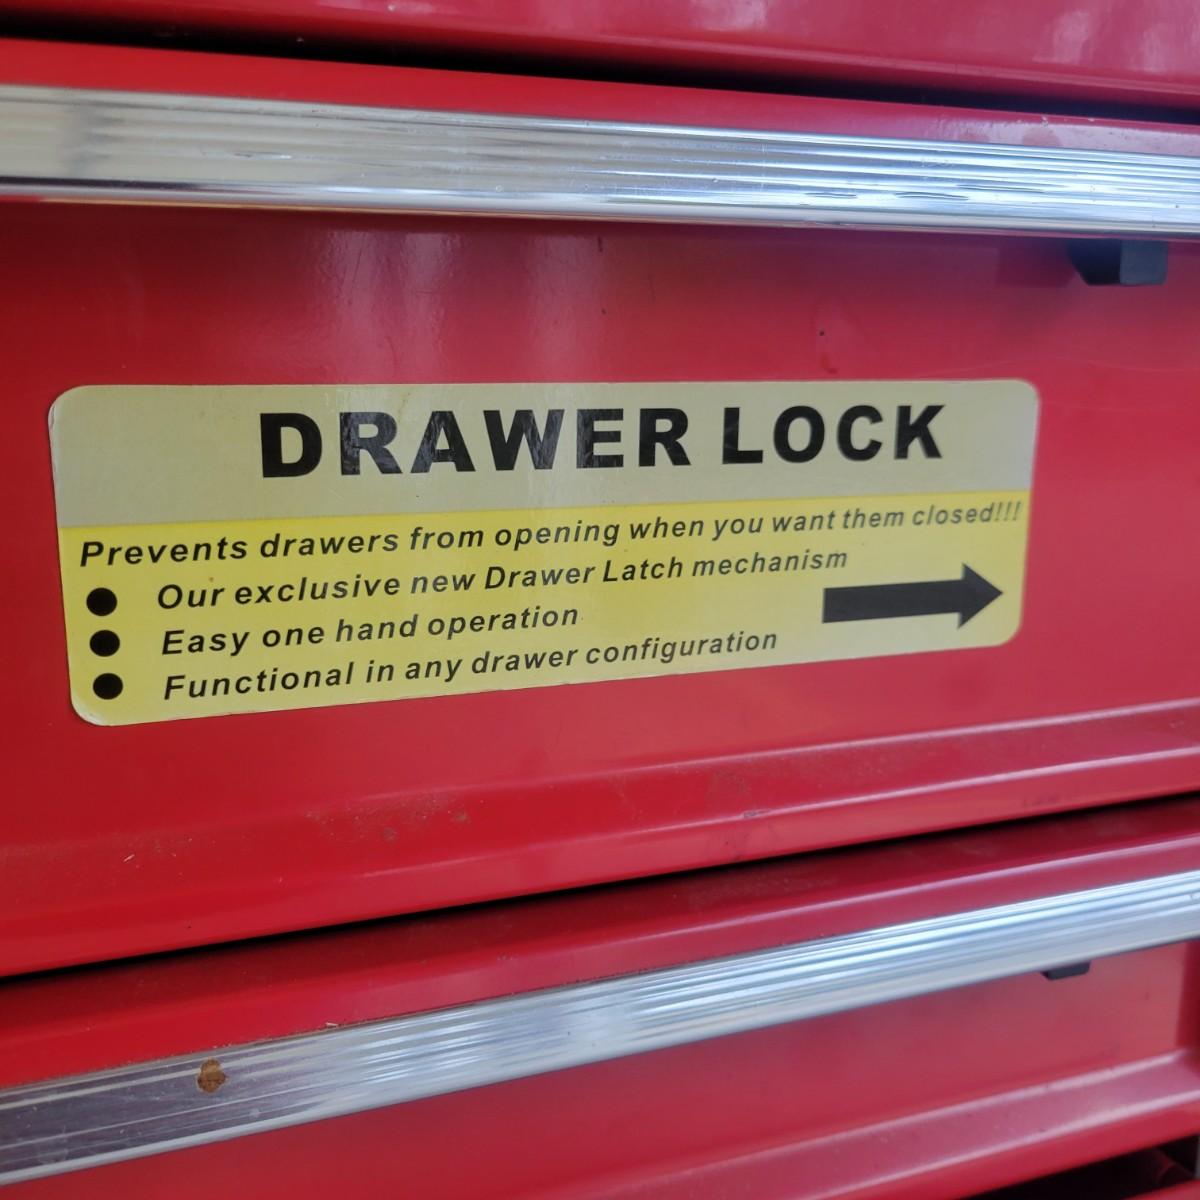 DRAWER LOCK
Prevents drawers from opening when you want them closed!!!
● Our exclusive new Drawer Latch mechanism
● Easy one hand operation
● Functional in any drawer configuration